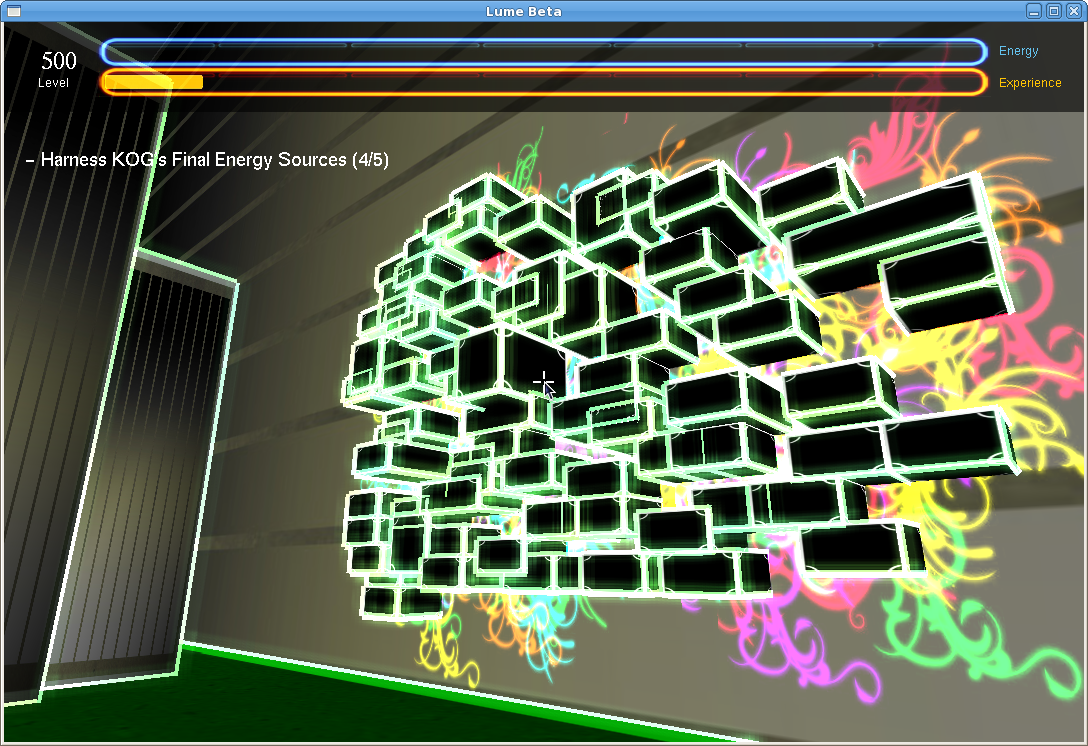 Lume Beta
500
Level
Energy
Experience
– Harness KOG's Final Energy Sources (4/5)